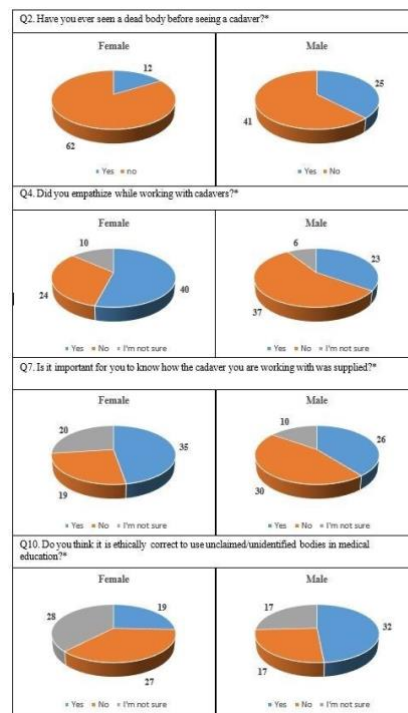 Q2. Have you ever seen a dead body before seeing a cadaver?*
Female
12
62
Yes no
Male
25
41
Yes No
Q4. Did you empathize while working with cadavers?*
Female
10
40
24
Yes No I'm not sure
Male
6
23
37
Yes No I'm not sure
Q7. Is it important for you to know how the cadaver you are working with was supplied?*
Female
20
35
19
Yes No I'm not sure
Male
10
26
30
Yes No I'm not sure
Q10. Do you think it is ethically correct to use unclaimed/unidentified bodies in medical
education?*
Female
28
19
27
Yes No I'm not sure
Male
17
32
17
Yes No I'm not sure